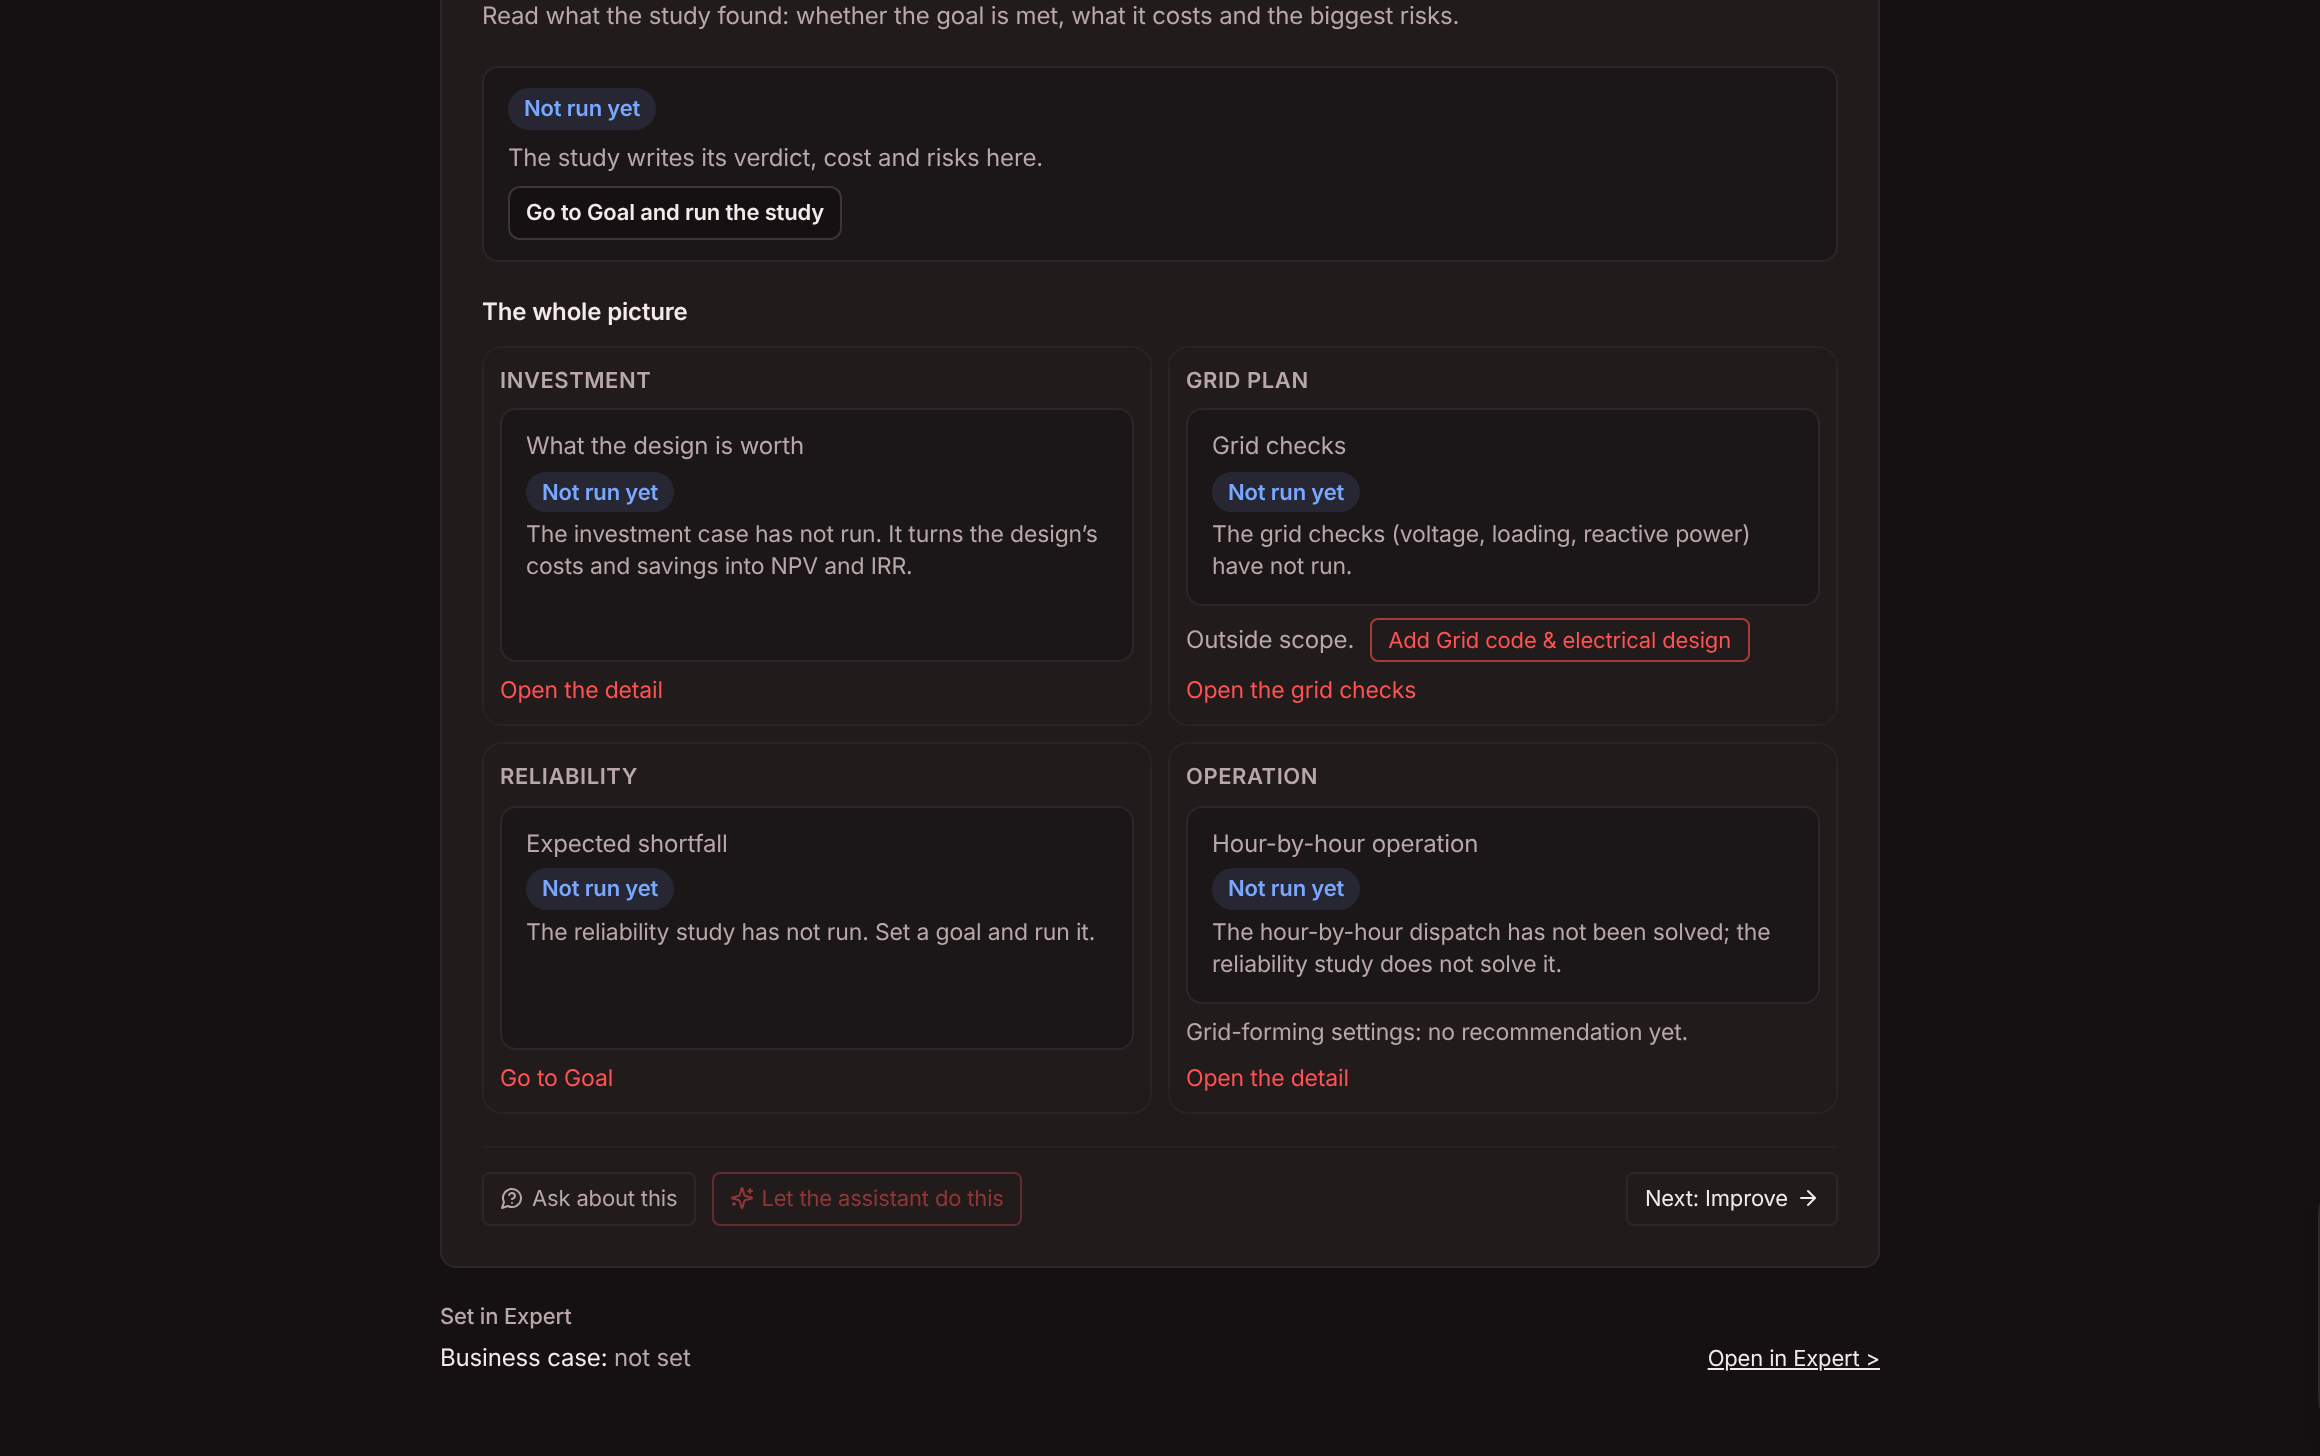 Read what the study found: whether the goal is met, what it costs and the biggest risks.
Not run yet
The study writes its verdict, cost and risks here.
Go to Goal and run the study
The whole picture
INVESTMENT
What the design is worth
Not run yet
The investment case has not run. It turns the design’s
costs and savings into NPV and IRR.
Open the detail
GRID PLAN
Grid checks
Not run yet
The grid checks (voltage, loading, reactive power)
have not run.
Outside scope. Add Grid code & electrical design
Open the grid checks
RELIABILITY
Expected shortfall
Not run yet
The reliability study has not run. Set a goal and run it.
Go to Goal
OPERATION
Hour-by-hour operation
Not run yet
The hour-by-hour dispatch has not been solved; the
reliability study does not solve it.
Grid-forming settings: no recommendation yet.
Open the detail
Ask about this
Let the assistant do this
Next: Improve →
Set in Expert
Business case: not set
Open in Expert >